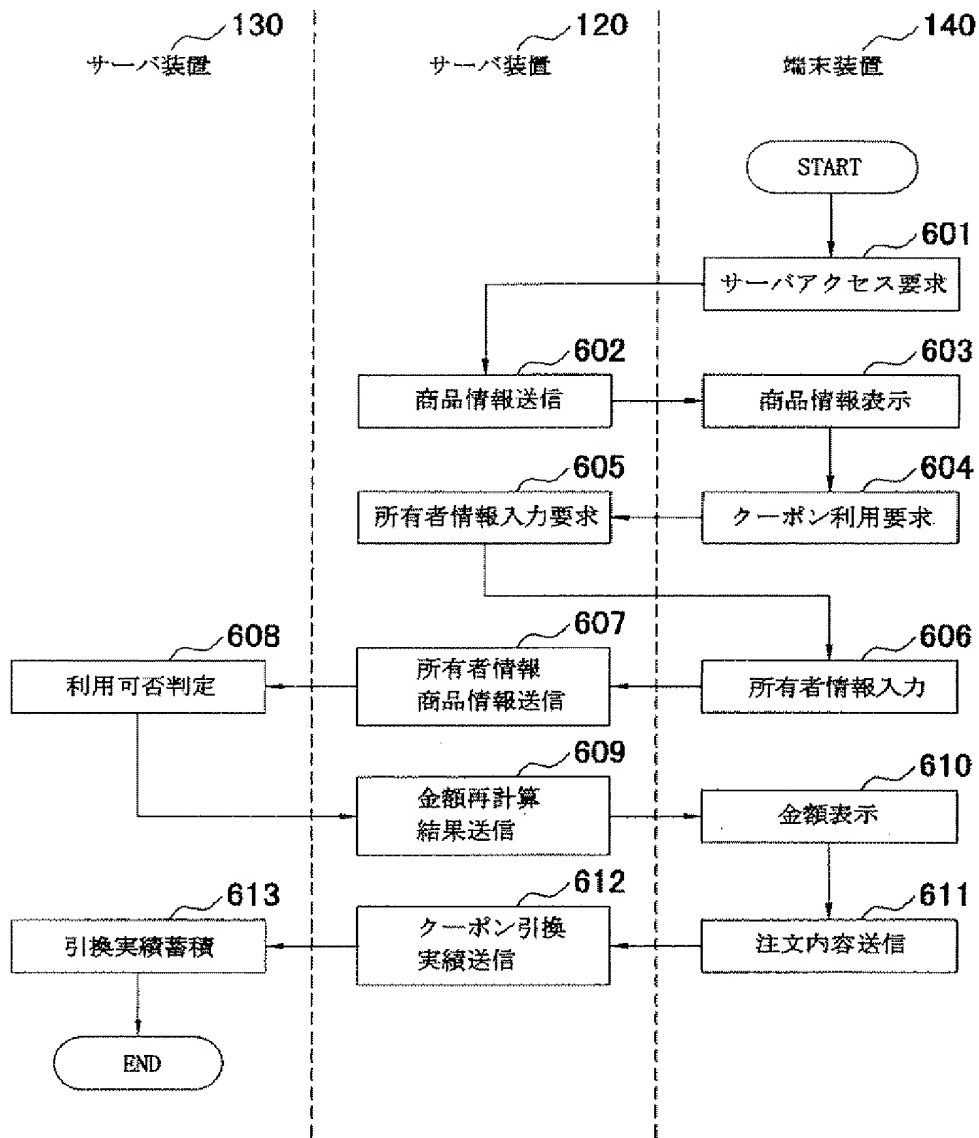 130
サーバ装置
120
サーバ装置
140
端末装置
START
601
サーバアクセス要求
602
商品情報送信
603
商品情報表示
605
所有者情報入力要求
604
クーポン利用要求
608
利用可否判定
607
所有者情報
商品情報送信
606
所有者情報入力
609
金額再計算
結果送信
610
金額表示
613
引換実績蓄積
612
クーポン引換
実績送信
611
注文内容送信
END